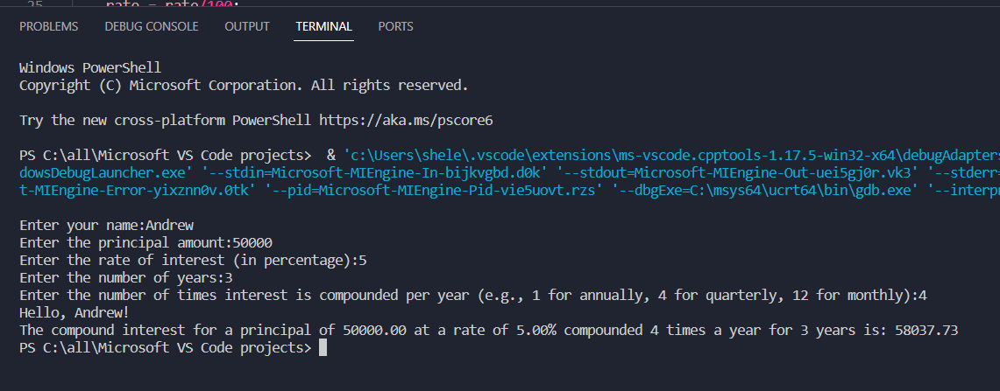 25 rate = rate/100;
PROBLEMS DEBUG CONSOLE OUTPUT TERMINAL PORTS
Windows PowerShell
Copyright (C) Microsoft Corporation. All rights reserved.
Try the new cross-platform PowerShell https://aka.ms/pscore6
PS C:\all\Microsoft VS Code projects>  & 'c:\Users\shele\.vscode\extensions\ms-vscode.cpptools-1.17.5-win32-x64\debugAdapters
dowsDebugLauncher.exe' '--stdin=Microsoft-MIEngine-In-bijkvgbd.d0k' '--stdout=Microsoft-MIEngine-Out-uei5gj0r.vk3' '--stderr=
t-MIEngine-Error-yixznn0v.0tk' '--pid=Microsoft-MIEngine-Pid-vie5uovt.rzs' '--dbgExe=C:\msys64\ucrt64\bin\gdb.exe' '--interpr
Enter your name:Andrew
Enter the principal amount:50000
Enter the rate of interest (in percentage):5
Enter the number of years:3
Enter the number of times interest is compounded per year (e.g., 1 for annually, 4 for quarterly, 12 for monthly):4
Hello, Andrew!
The compound interest for a principal of 50000.00 at a rate of 5.00% compounded 4 times a year for 3 years is: 58037.73
PS C:\all\Microsoft VS Code projects>